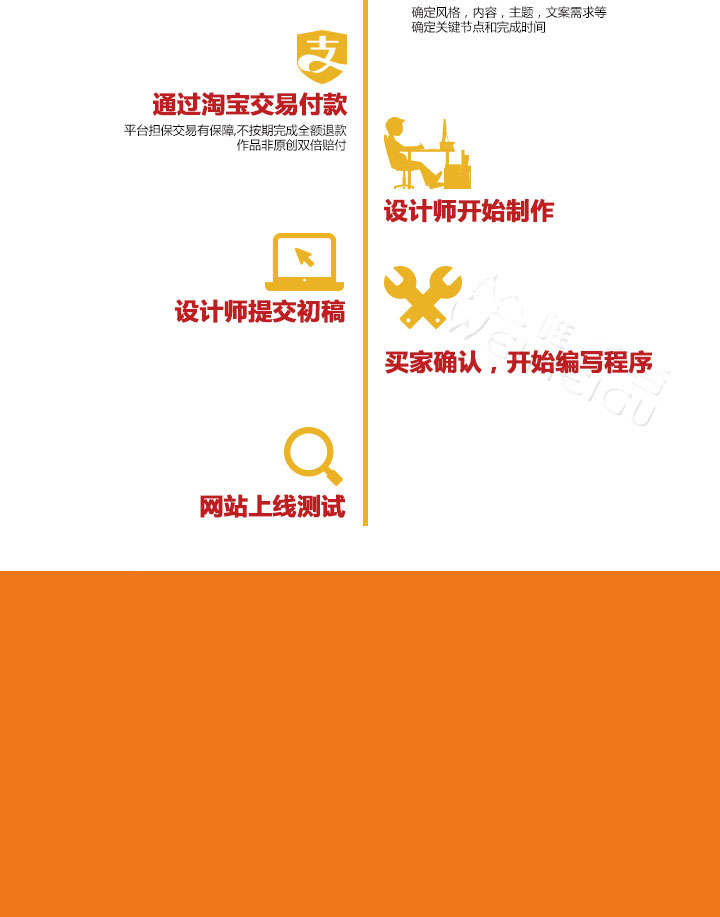 确定风格，内容，主题，文案需求等
确定关键节点和完成时间
支
通过淘宝交易付款
平台担保交易有保障,不按期完成全额退款
作品非原创双倍赔付
设计师开始制作
设计师提交初稿
买家确认，开始编写程序
WEIMEIGU
网站上线测试